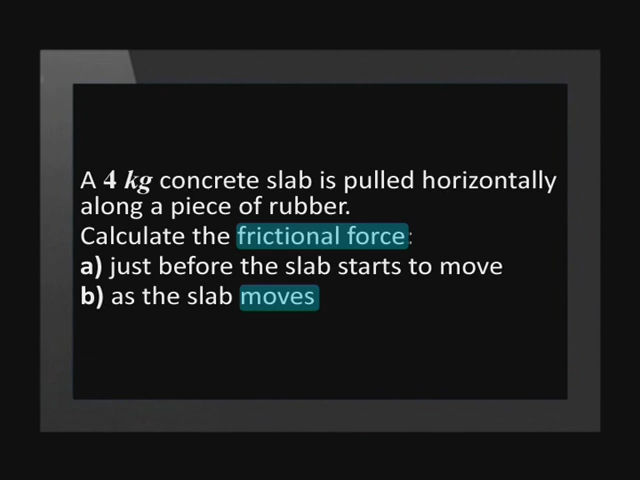 A 4 kg concrete slab is pulled horizontally
along a piece of rubber.
Calculate the frictional force:
a) just before the slab starts to move
b) as the slab moves